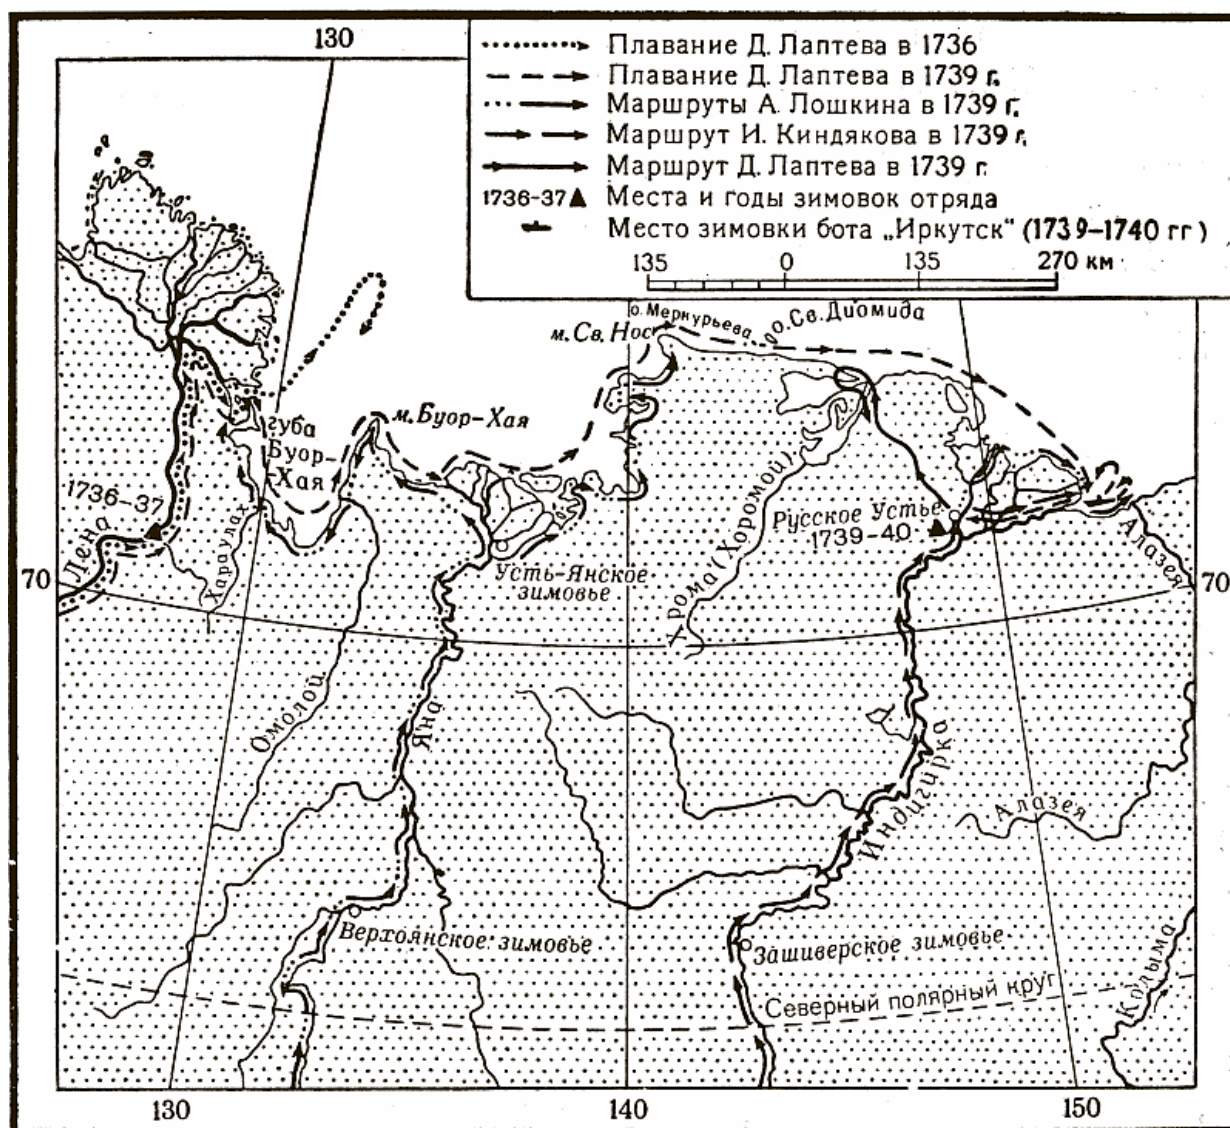 130
Плавание Д. Лаптева в 1736
Плавание Д. Лаптева в 1739 г.
Маршруты А. Лошкина в 1739 г.
Маршрут И. Киндякова в 1739 г.
Маршрут Д. Лаптева в 1739 г.
1736-37 Места и годы зимовок отряда
Место зимовки бота „Иркутск" (1739-1740 гг)
135 0 135 270 км
о. Меркурьева
о.Св.Диомида
м.Св. Нос
м.Буор-Хая
губа
Буор-
Хая
1736-37
Лена
Хараулах
70
Русское Устье
1739-40
Алазея
70
Усть-Янское
зимовье
Хрома (Хоромой)
Омолой
Яна
Индигирка
Алазея
Верхоянское зимовье
Зашиверское зимовье
Северный полярный круг
Колыма
130
140
150